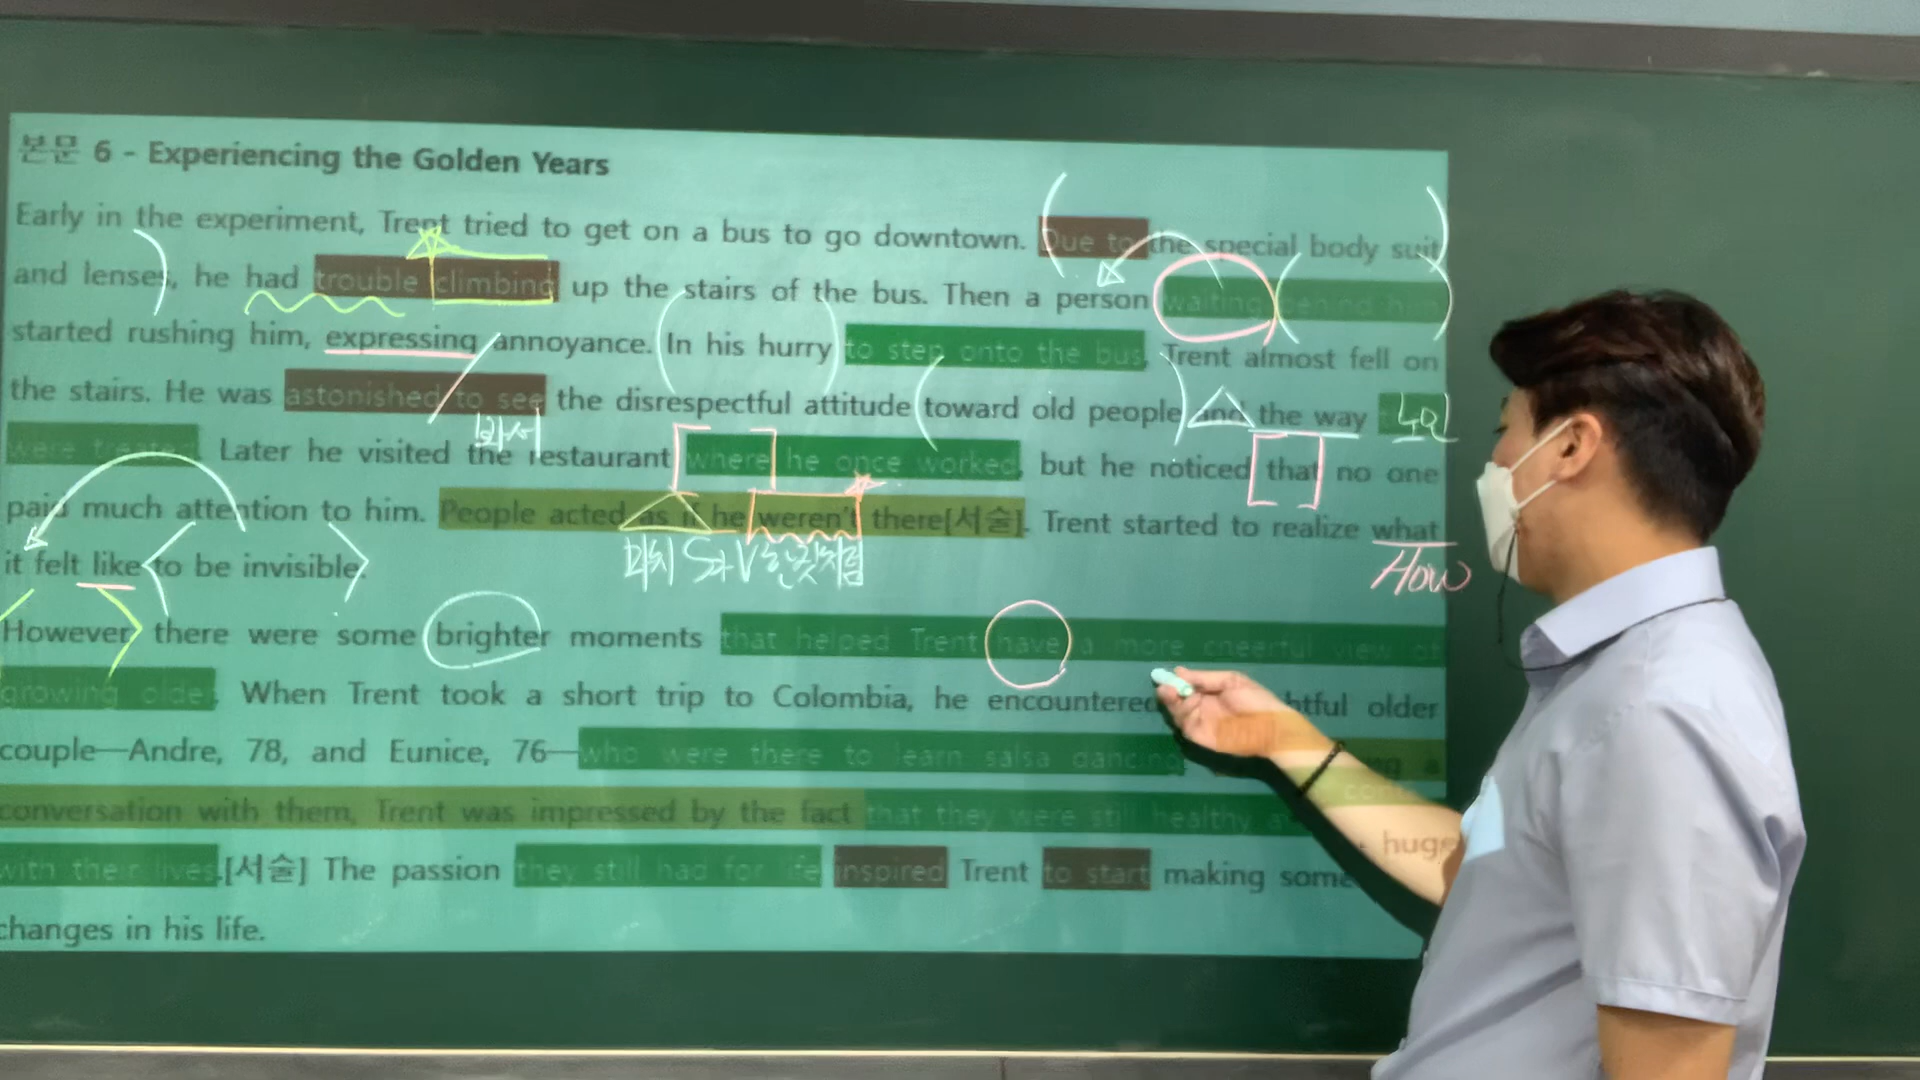 본문 6 - Experiencing the Golden Years
Early in the experiment, Trent tried to get on a bus to go downtown. Due to the special body suit
and lenses, he had trouble climbing up the stairs of the bus. Then a person waiting behind him
started rushing him, expressing annoyance. In his hurry to step onto the bus, Trent almost fell on
the stairs. He was astonished to see the disrespectful attitude toward old people and the way
봐서
were treated. Later he visited the restaurant where he once worked, but he noticed that no one
paid much attention to him. People acted as if he weren't there[서술]. Trent started to realize what
마치 S가 V한것처럼
How
it felt like to be invisible.
However, there were some brighter moments that helped Trent have a more cheerful view of
growing older. When Trent took a short trip to Colombia, he encountered older
couple—Andre, 78, and Eunice, 76—who were there to learn salsa dancing a
conversation with them, Trent was impressed by the fact that they were still healthy
with their lives.[서술] The passion they still had for life inspired Trent to start making some huge
changes in his life.